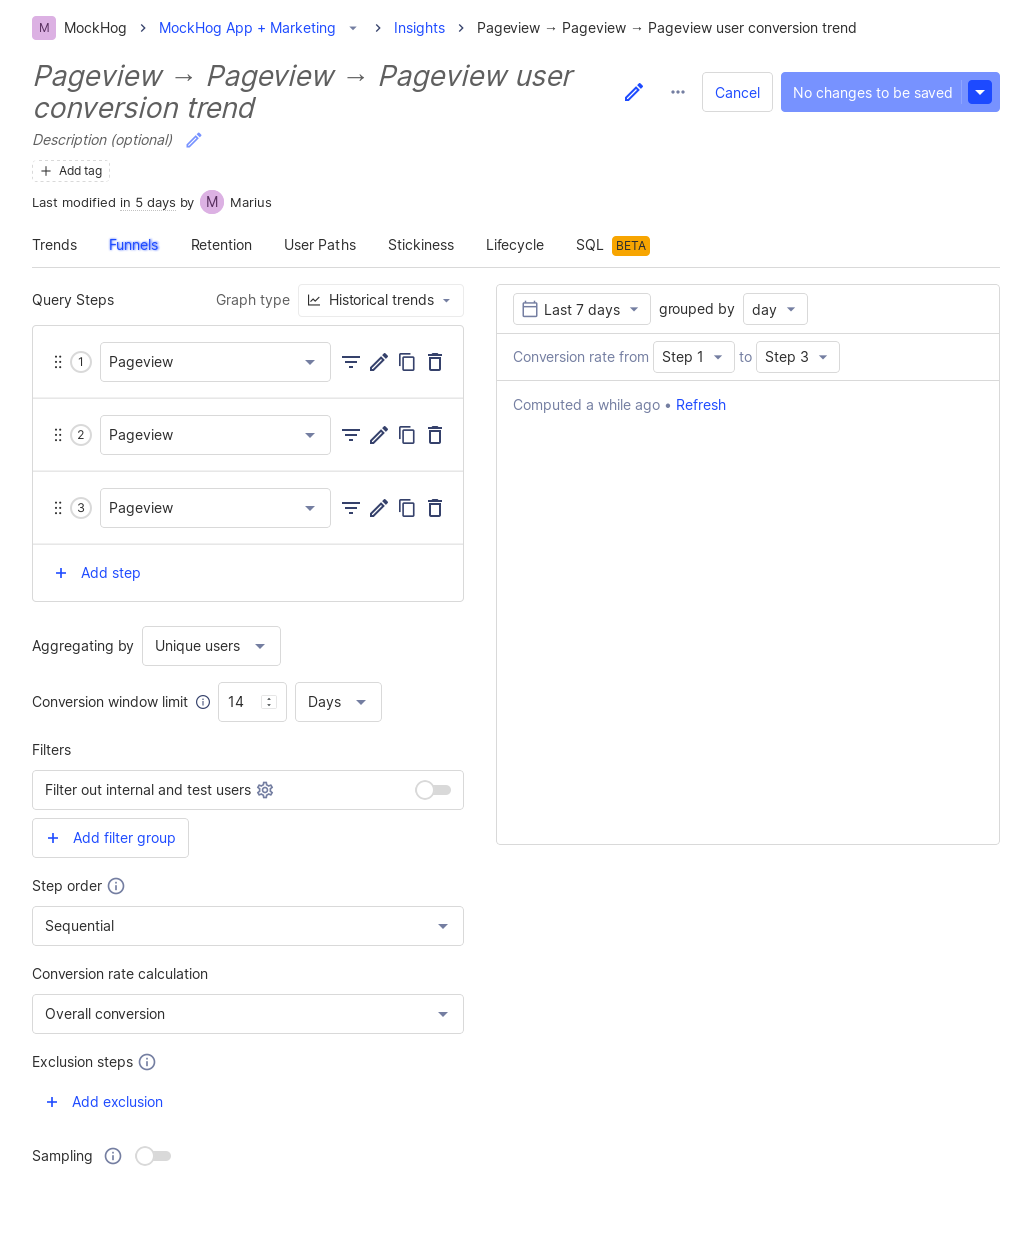 M MockHog MockHog App + Marketing Insights Pageview → Pageview → Pageview user conversion trend
Pageview → Pageview → Pageview user
conversion trend
Cancel No changes to be saved
Description (optional)
Add tag
Last modified in 5 days by M Marius
Trends Funnels Retention User Paths Stickiness Lifecycle SQL BETA
Query Steps Graph type Historical trends
1 Pageview
2 Pageview
3 Pageview
Add step
Aggregating by Unique users
Conversion window limit 14 Days
Filters
Filter out internal and test users
Add filter group
Step order
Sequential
Conversion rate calculation
Overall conversion
Exclusion steps
Add exclusion
Sampling
Last 7 days grouped by day
Conversion rate from Step 1 to Step 3
Computed a while ago • Refresh